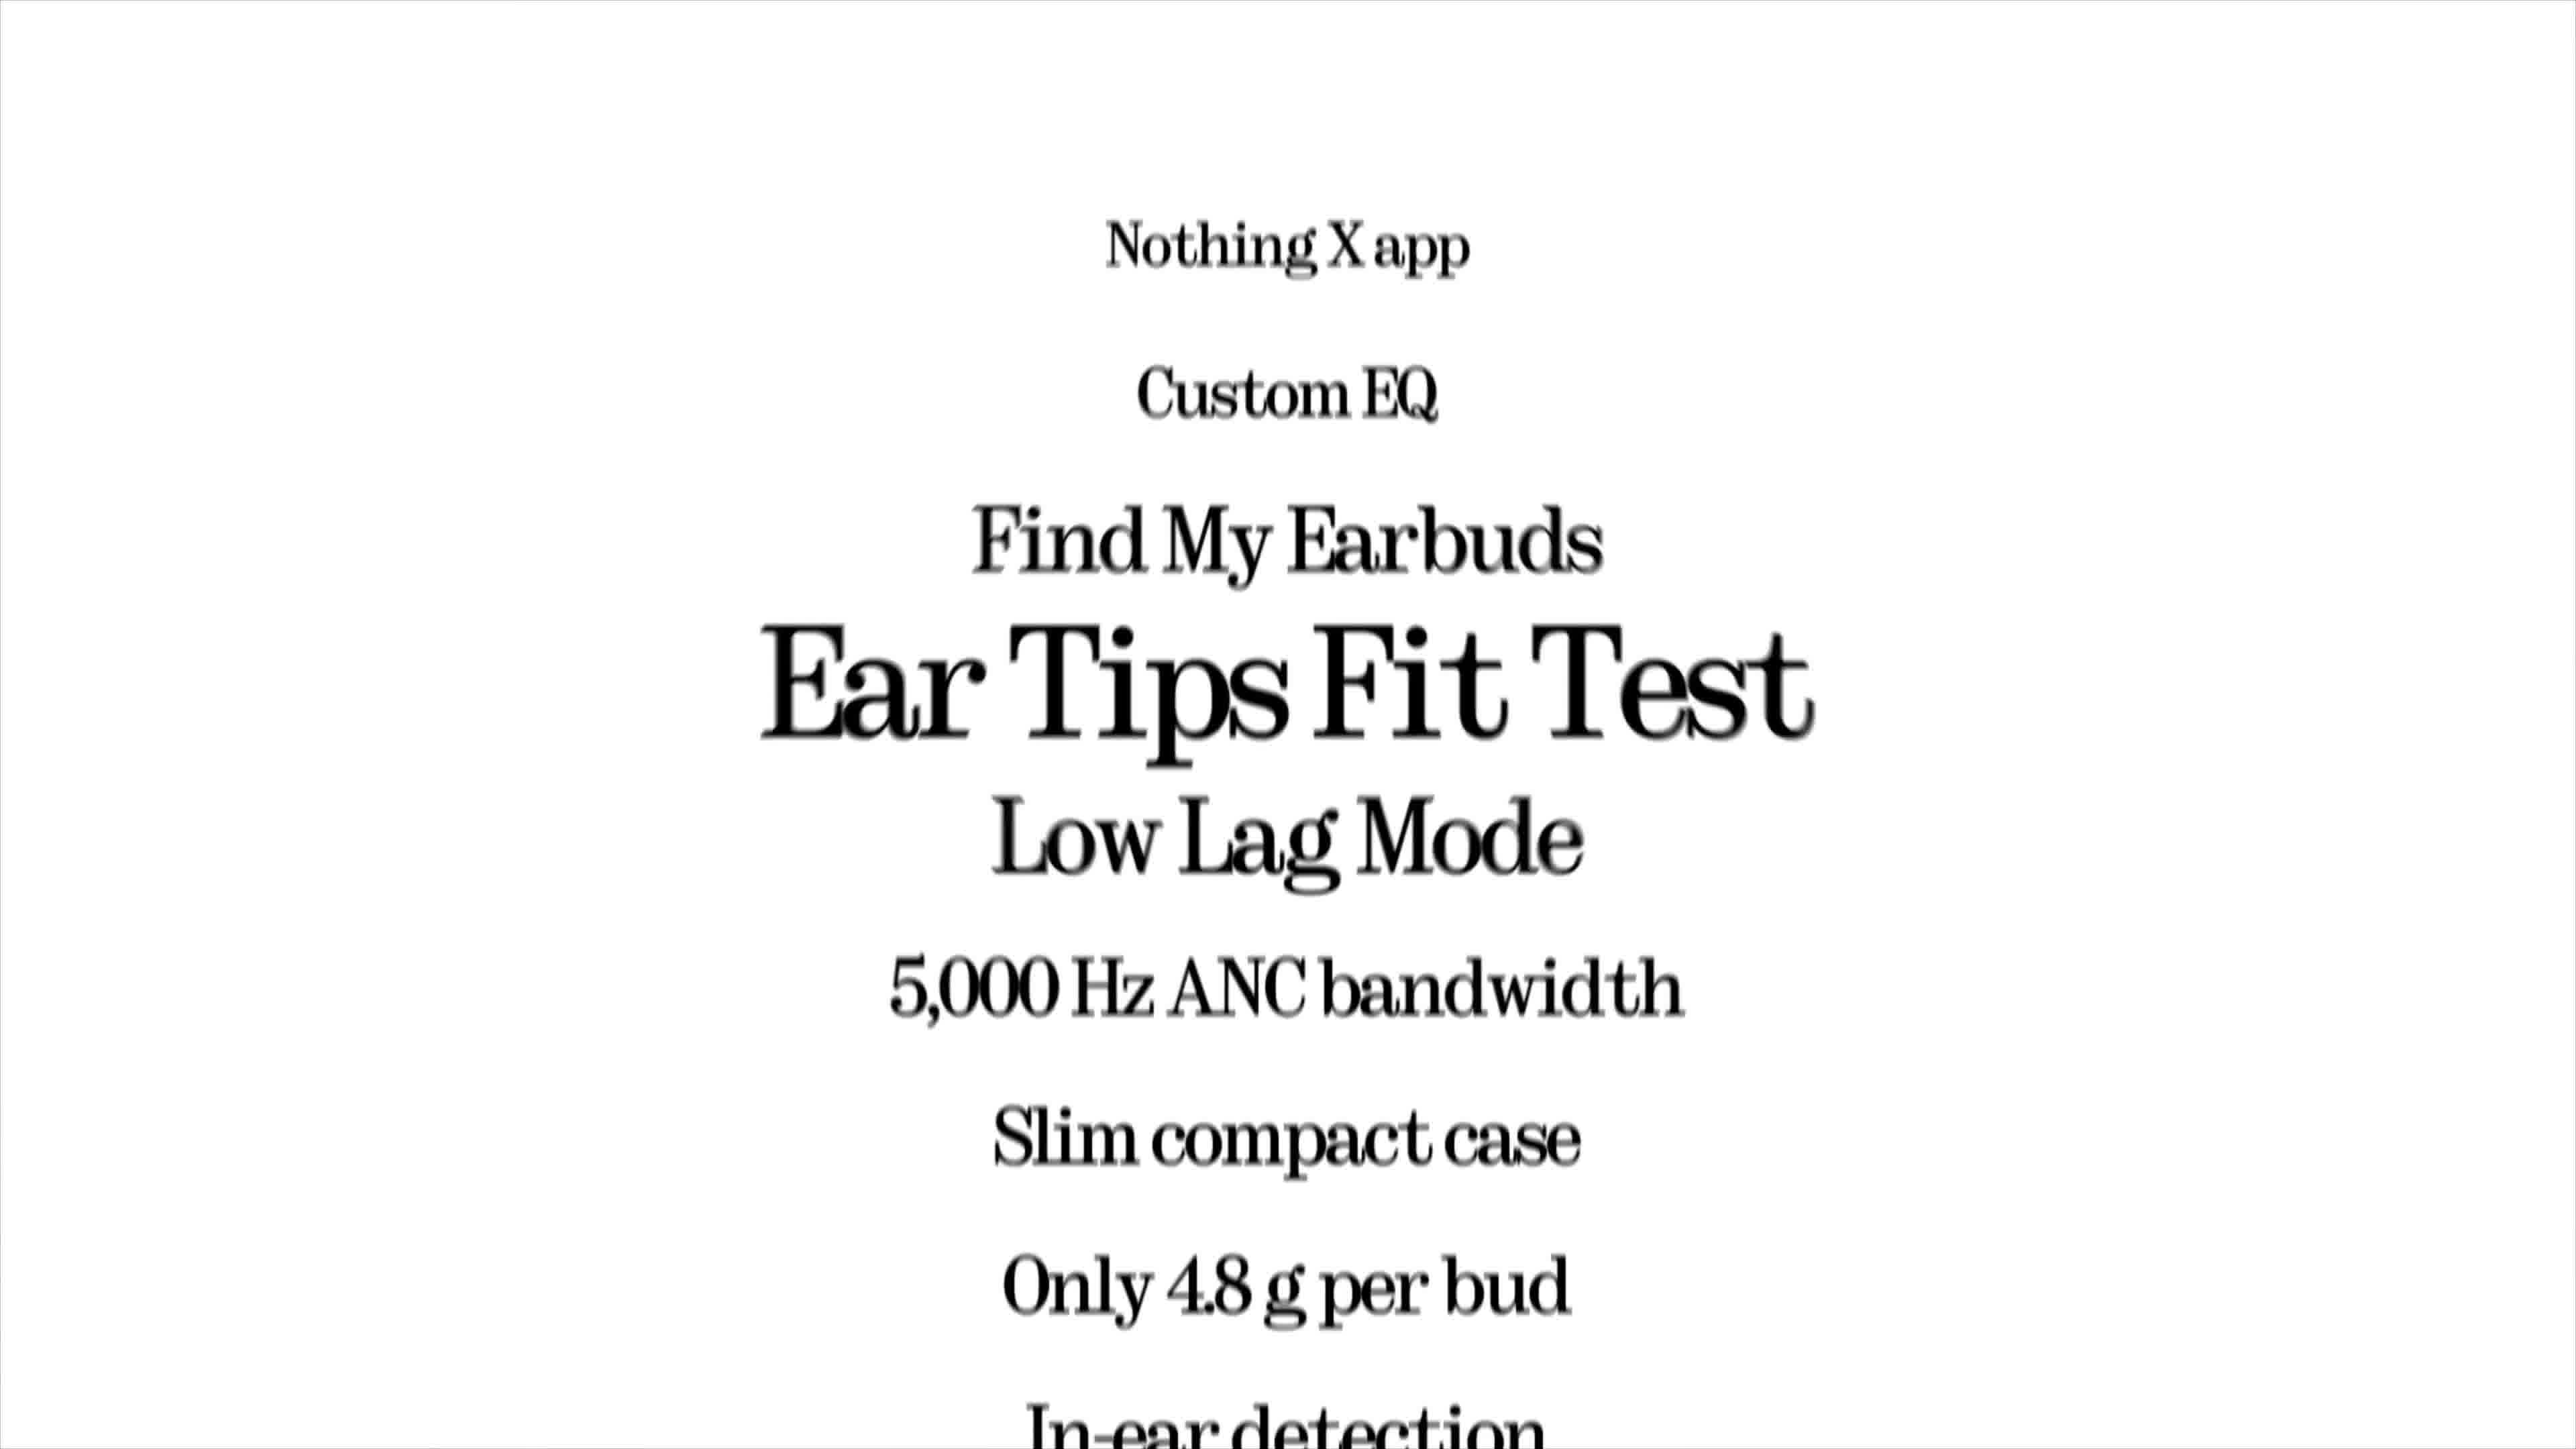 Nothing X app
Custom EQ
Find My Earbuds
Ear Tips Fit Test
Low Lag Mode
5,000 Hz ANC bandwidth
Slim compact case
Only 4.8 g per bud
In-ear detection